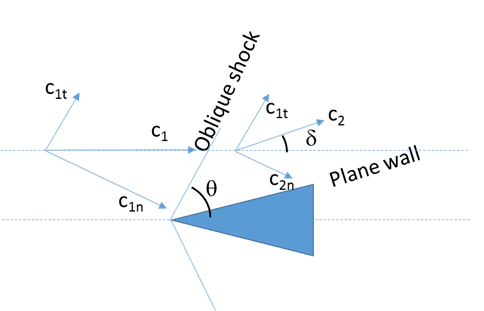 Oblique shock
c1t
c1
c1t
c2
δ
c1n
c2n
Plane wall
θ